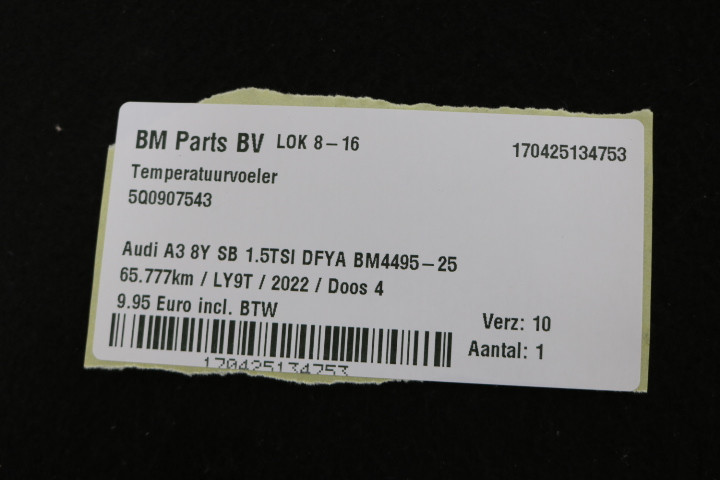 BM Parts BV LOK 8-16 170425134753
Temperatuurvoeler
5Q0907543
Audi A3 8Y SB 1.5TSI DFYA BM4495-25
65.777km / LY9T / 2022 / Doos 4
9.95 Euro incl. BTW
Verz: 10
Aantal: 1
170425134753